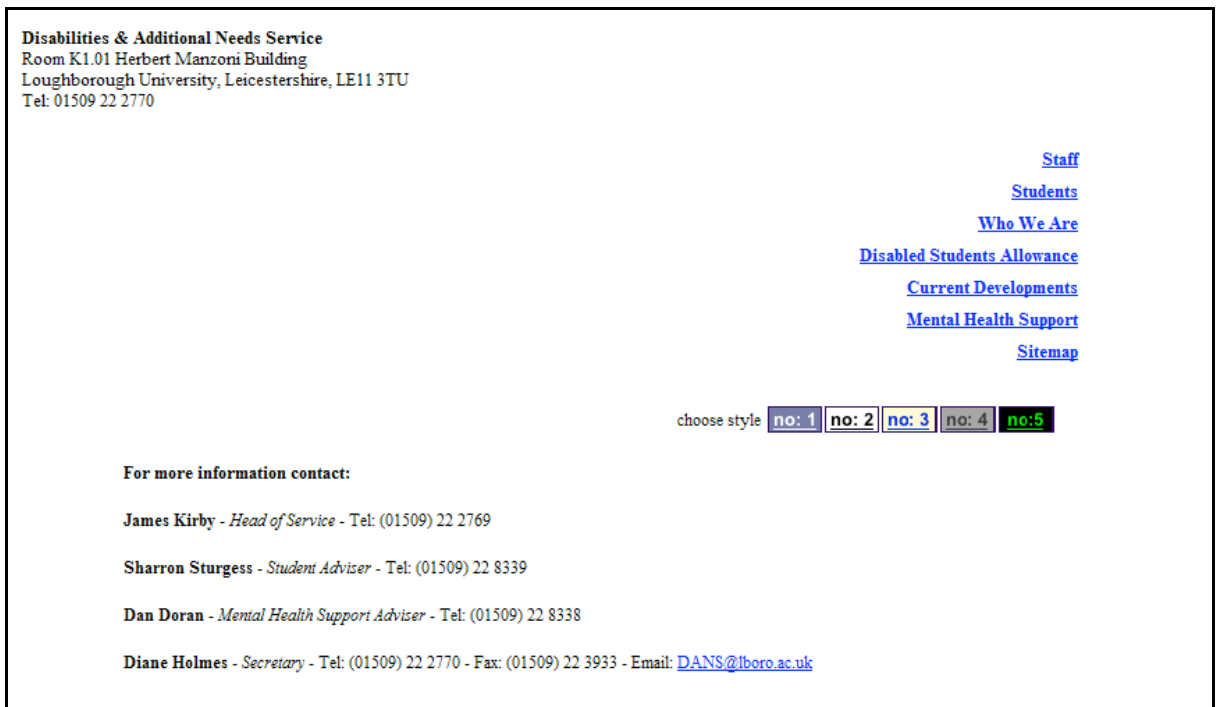 Disabilities & Additional Needs Service
Room K1.01 Herbert Manzoni Building
Loughborough University, Leicestershire, LE11 3TU
Tel: 01509 22 2770
Staff
Students
Who We Are
Disabled Students Allowance
Current Developments
Mental Health Support
Sitemap
choose style no: 1 no: 2 no: 3 no: 4 no:5
For more information contact:
James Kirby - Head of Service - Tel: (01509) 22 2769
Sharron Sturgess - Student Adviser - Tel: (01509) 22 8339
Dan Doran - Mental Health Support Adviser - Tel: (01509) 22 8338
Diane Holmes - Secretary - Tel: (01509) 22 2770 - Fax: (01509) 22 3933 - Email: DANS@lboro.ac.uk